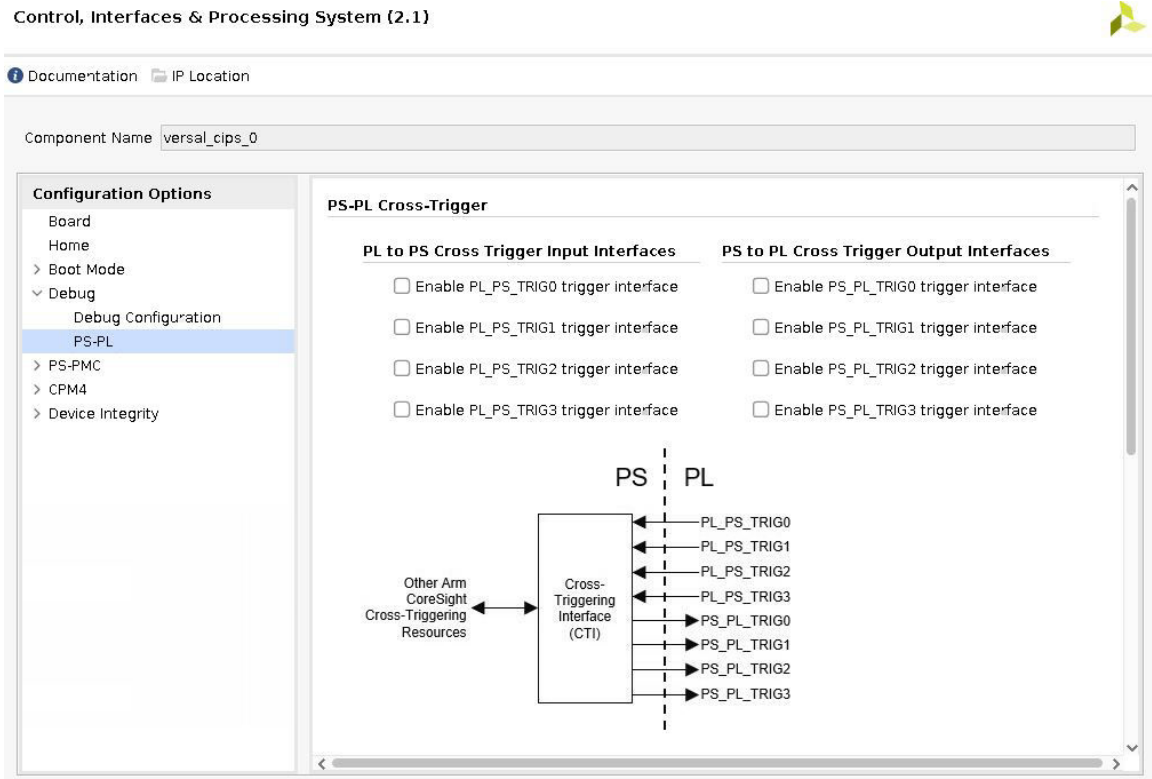 Control, Interfaces & Processing System (2.1)
Documentation IP Location
Component Name versal_cips_0
Configuration Options
Board
Home
> Boot Mode
Debug
Debug Configuration
PS-PL
> PS-PMC
> CPM4
> Device Integrity
PS-PL Cross-Trigger
PL to PS Cross Trigger Input Interfaces
Enable PL_PS_TRIG0 trigger interface
Enable PL_PS_TRIG1 trigger interface
Enable PL_PS_TRIG2 trigger interface
Enable PL_PS_TRIG3 trigger interface
PS to PL Cross Trigger Output Interfaces
Enable PS_PL_TRIG0 trigger interface
Enable PS_PL_TRIG1 trigger interface
Enable PS_PL_TRIG2 trigger interface
Enable PS_PL_TRIG3 trigger interface
PS PL
Other Arm
CoreSight
Cross-Triggering
Resources
Cross-
Triggering
Interface
(CTI)
PL_PS_TRIG0
PL_PS_TRIG1
PL_PS_TRIG2
PL_PS_TRIG3
PS_PL_TRIG0
PS_PL_TRIG1
PS_PL_TRIG2
PS_PL_TRIG3